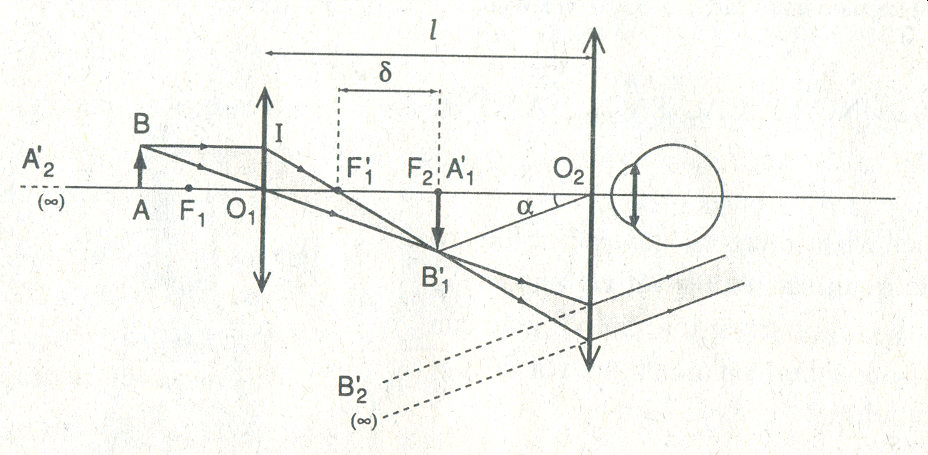 l
δ
B
I
A'₂
F'₁
F₂
A'₁
O₂
(∞)
A
F₁
O₁
α
B'₁
B'₂
(∞)